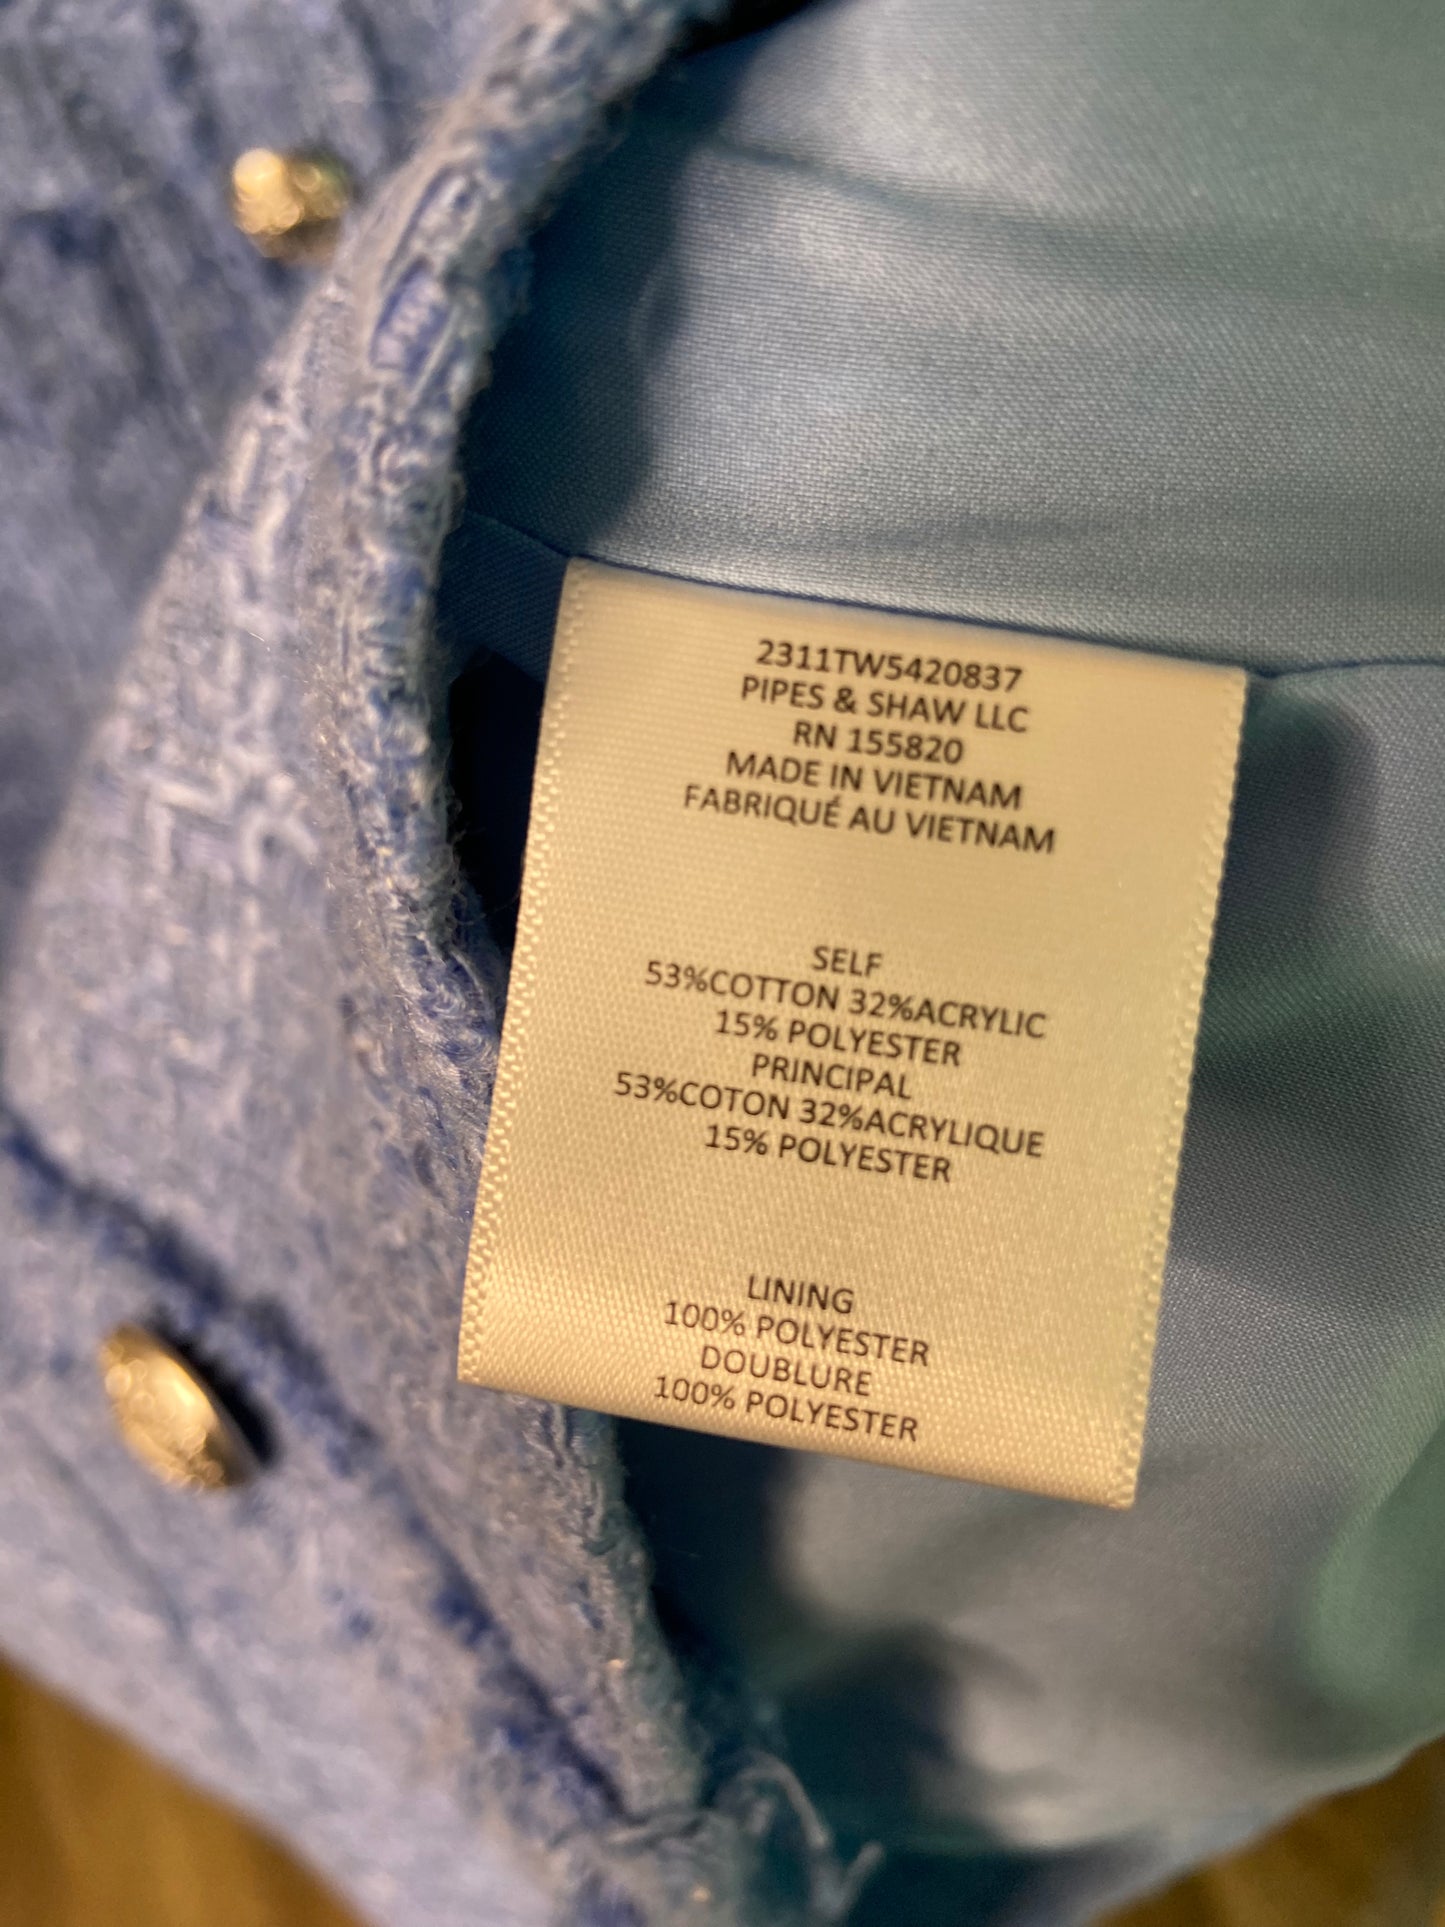 2311TW5420837
PIPES & SHAW LLC
RN 155820
MADE IN VIETNAM
FABRIQUÉ AU VIETNAM
SELF
53%COTTON 32%ACRYLIC
15% POLYESTER
PRINCIPAL
53%COTON 32%ACRYLIQUE
15% POLYESTER
LINING
100% POLYESTER
DOUBLURE
100% POLYESTER